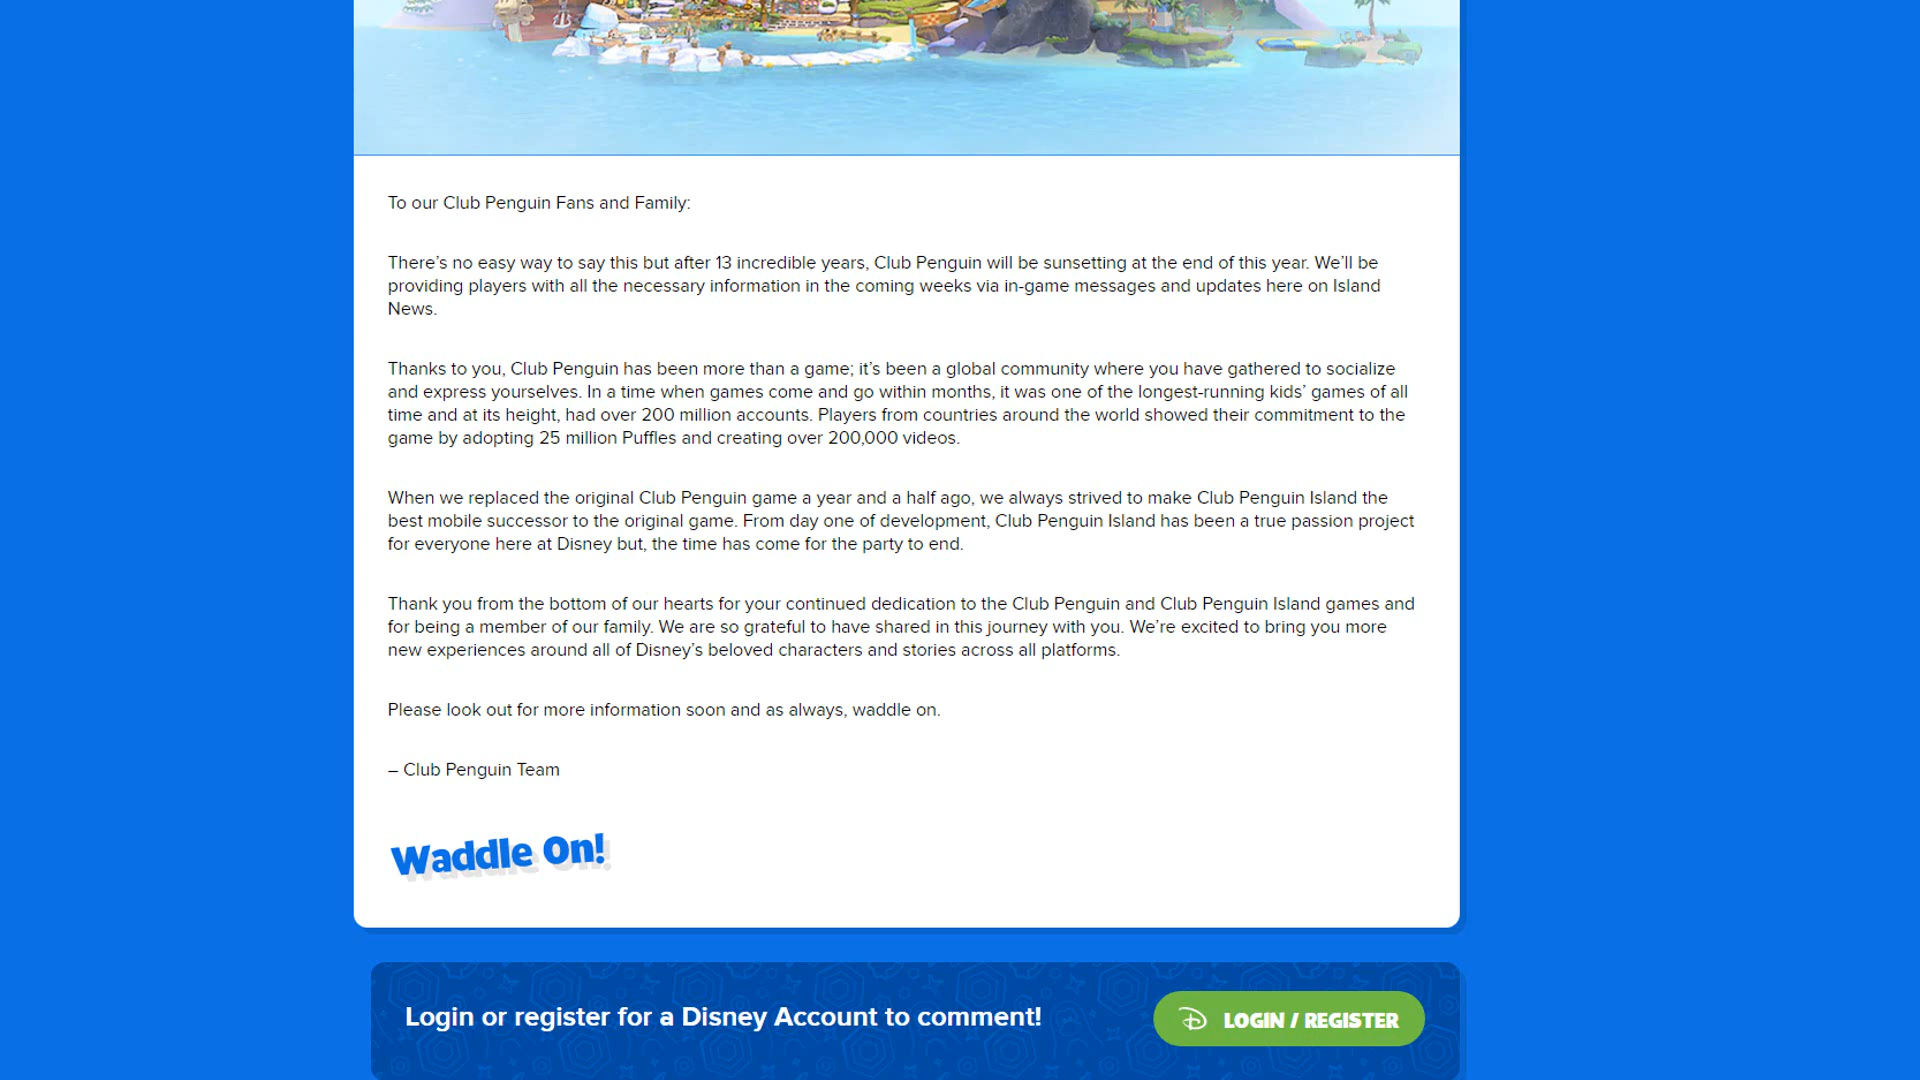 To our Club Penguin Fans and Family:
There’s no easy way to say this but after 13 incredible years, Club Penguin will be sunsetting at the end of this year. We’ll be
providing players with all the necessary information in the coming weeks via in-game messages and updates here on Island
News.
Thanks to you, Club Penguin has been more than a game; it’s been a global community where you have gathered to socialize
and express yourselves. In a time when games come and go within months, it was one of the longest-running kids’ games of all
time and at its height, had over 200 million accounts. Players from countries around the world showed their commitment to the
game by adopting 25 million Puffles and creating over 200,000 videos.
When we replaced the original Club Penguin game a year and a half ago, we always strived to make Club Penguin Island the
best mobile successor to the original game. From day one of development, Club Penguin Island has been a true passion project
for everyone here at Disney but, the time has come for the party to end.
Thank you from the bottom of our hearts for your continued dedication to the Club Penguin and Club Penguin Island games and
for being a member of our family. We are so grateful to have shared in this journey with you. We’re excited to bring you more
new experiences around all of Disney’s beloved characters and stories across all platforms.
Please look out for more information soon and as always, waddle on.
– Club Penguin Team
Waddle On!
Login or register for a Disney Account to comment!
LOGIN / REGISTER